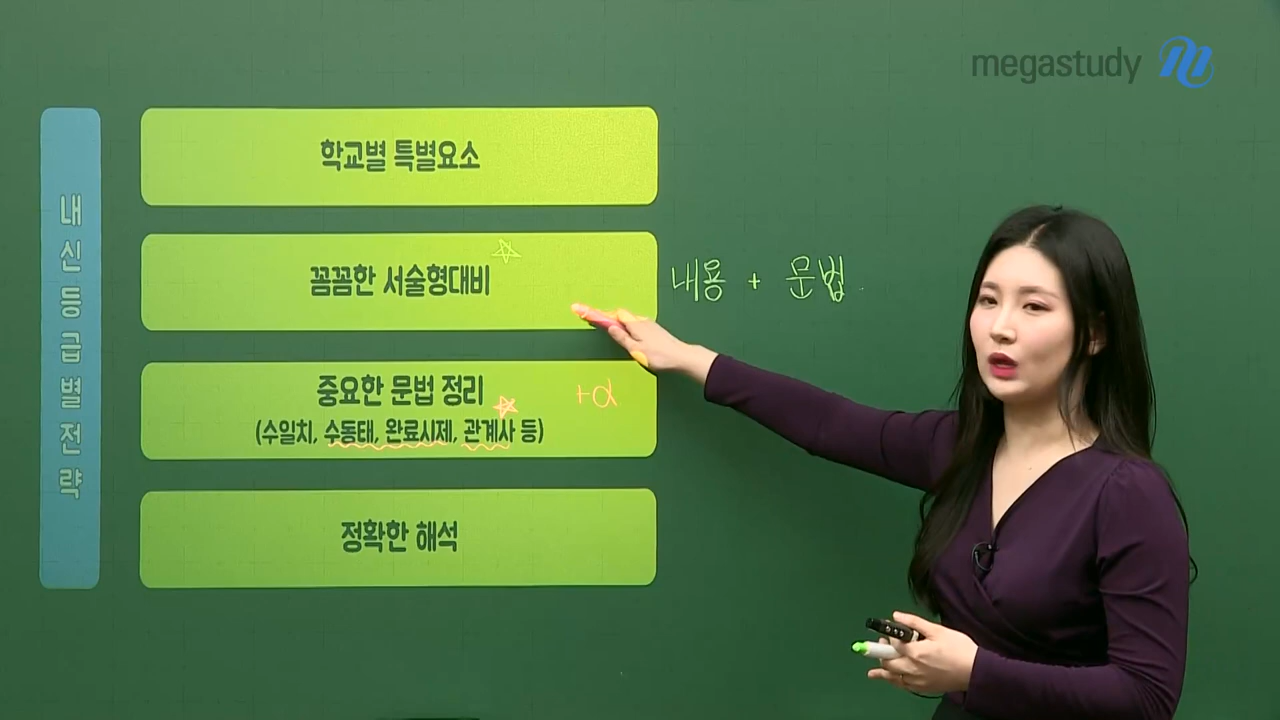 megastudy
내신등급별전략
학교별 특별요소
꼼꼼한 서술형대비
내용 + 문법
중요한 문법 정리
+α
(수일치, 수동태, 완료시제, 관계사 등)
정확한 해석